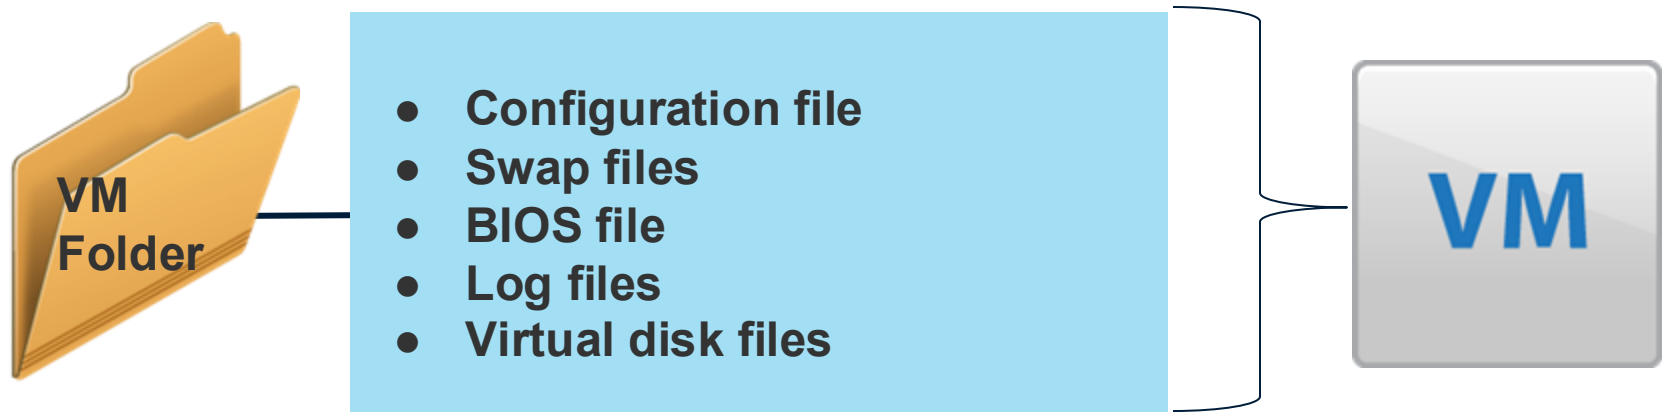 VM
Folder
● Configuration file
● Swap files
● BIOS file
● Log files
● Virtual disk files
VM